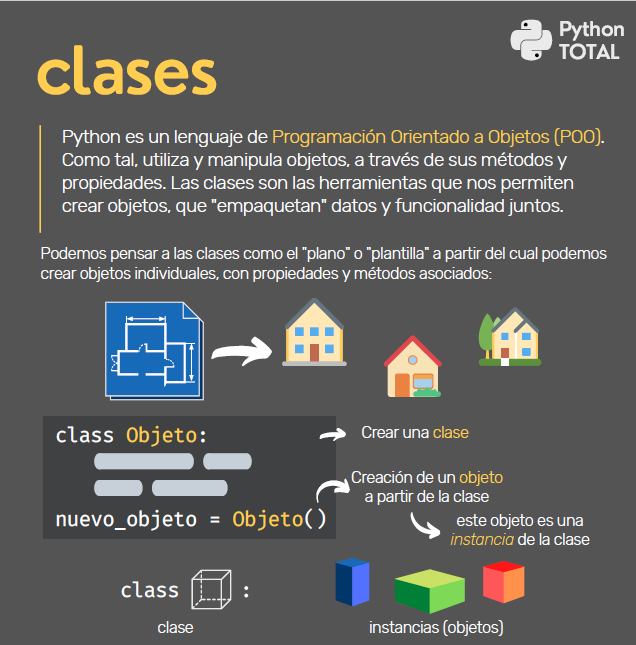 Python
TOTAL
clases
Python es un lenguaje de Programación Orientado a Objetos (POO).
Como tal, utiliza y manipula objetos, a través de sus métodos y
propiedades. Las clases son las herramientas que nos permiten
crear objetos, que "empaquetan" datos y funcionalidad juntos.
Podemos pensar a las clases como el "plano" o "plantilla" a partir del cual podemos
crear objetos individuales, con propiedades y métodos asociados:
class Objeto:
Crear una clase
Creación de un objeto
a partir de la clase
nuevo_objeto = Objeto()
este objeto es una
instancia de la clase
class :
clase
instancias (objetos)